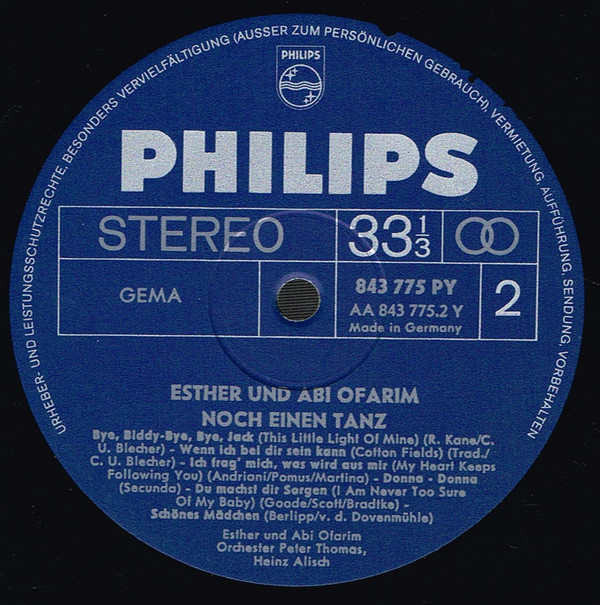 URHEBER- UND LEISTUNGSSCHUTZRECHTE, BESONDERS VERVIELFÄLTIGUNG (AUSSER ZUM PERSÖNLICHEN GEBRAUCH), VERMIETUNG, AUFFÜHRUNG, SENDUNG, VORBEHALTEN
PHILIPS
PHILIPS
STEREO 33 1/3
GEMA
843 775 PY
AA 843 775.2 Y
Made in Germany
2
ESTHER UND ABI OFARIM
NOCH EINEN TANZ
Bye, Biddy-Bye, Bye, Jack (This Little Light Of Mine) (R. Kane/C.
U. Blecher) - Wenn ich bei dir sein kann (Cotton Fields) (Trad./
C. U. Blecher) - Ich frag' mich, was wird aus mir (My Heart Keeps
Following You) (Andriani/Pomus/Martina) - Donna - Donna
(Secunda) - Du machst dir Sorgen (I Am Never Too Sure
Of My Baby) (Goode/Scott/Bradtke) -
Schönes Mädchen (Berlipp/v. d. Dovenmühle)
Esther und Abi Ofarim
Orchester Peter Thomas,
Heinz Alisch